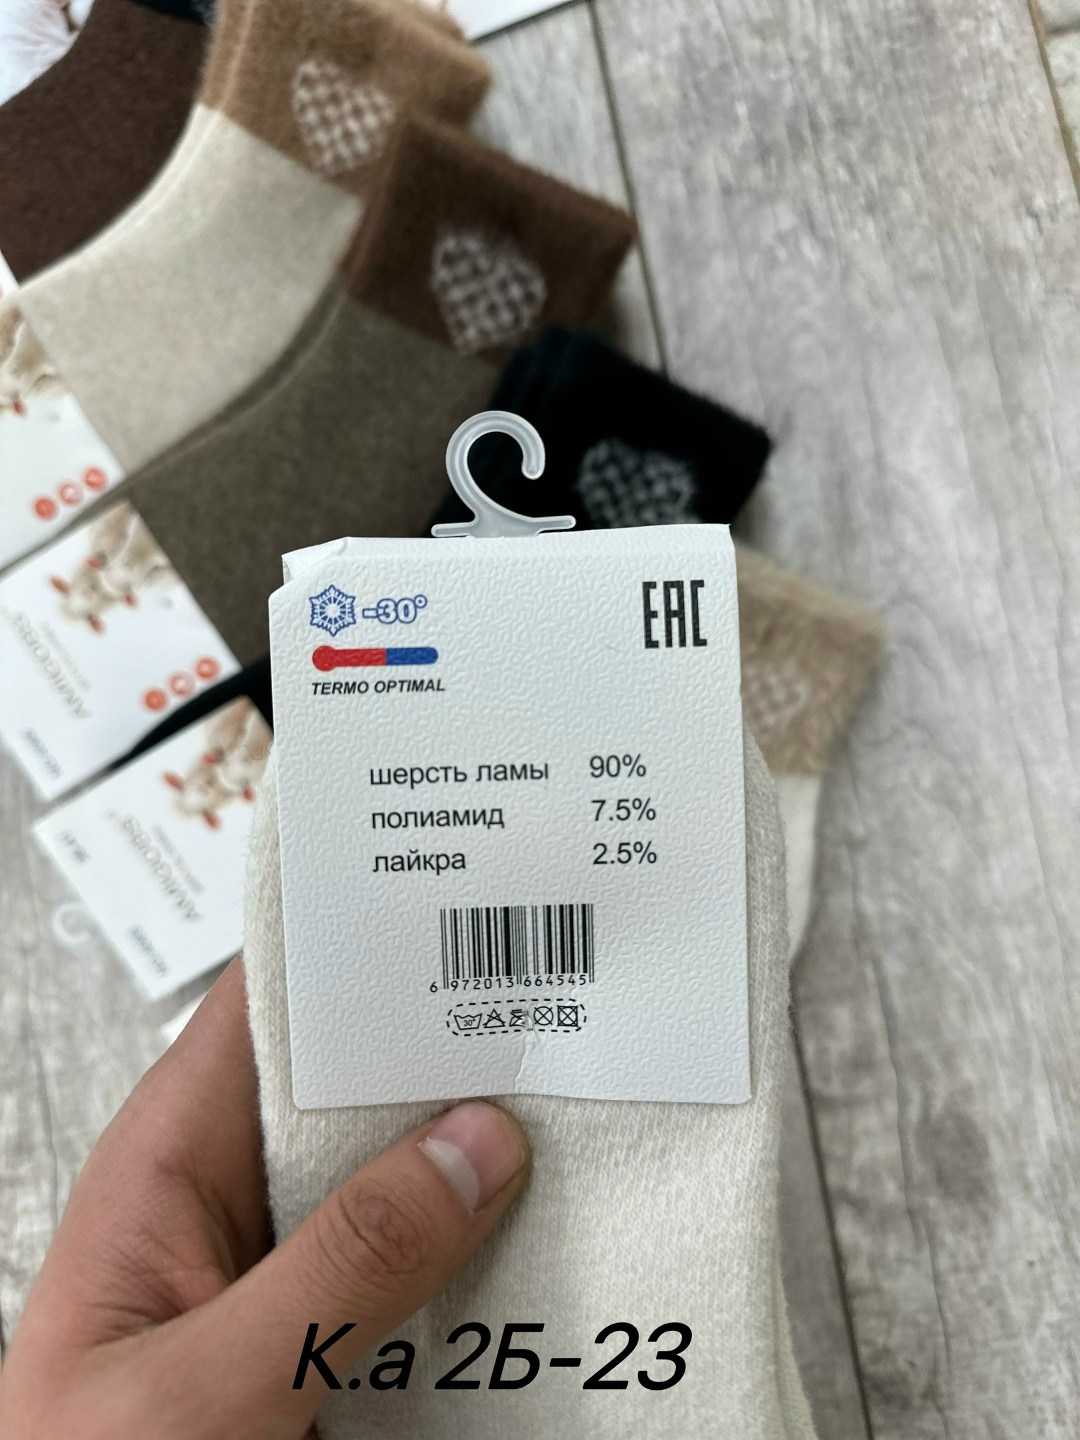 -30°
EAC
TERMO OPTIMAL
шерсть ламы 90%
полиамид 7.5%
лайкра 2.5%
6 972013 664545
30°
К.а 2Б-23